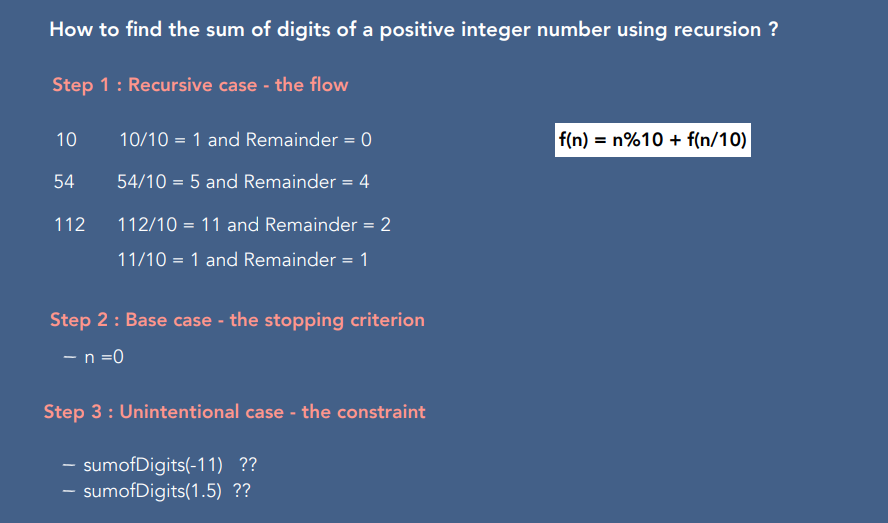 How to find the sum of digits of a positive integer number using recursion ?
Step 1 : Recursive case - the flow
10 10/10 = 1 and Remainder = 0
f(n) = n%10 + f(n/10)
54 54/10 = 5 and Remainder = 4
112 112/10 = 11 and Remainder = 2
11/10 = 1 and Remainder = 1
Step 2 : Base case - the stopping criterion
– n =0
Step 3 : Unintentional case - the constraint
– sumofDigits(-11) ??
– sumofDigits(1.5) ??